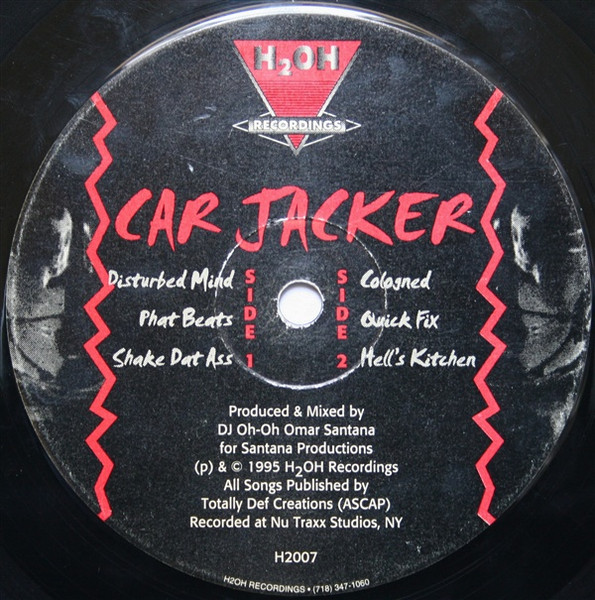 H2OH
RECORDINGS
CAR JACKER
Disturbed Mind
Phat Beats
Shake Dat Ass
SIDE 1
SIDE 2
Cologned
Quick Fix
Hell's Kitchen
Produced & Mixed by
DJ Oh-Oh Omar Santana
for Santana Productions
(p) & © 1995 H2OH Recordings
All Songs Published by
Totally Def Creations (ASCAP)
Recorded at Nu Traxx Studios, NY
H2007
H2OH RECORDINGS • (718) 347-1060